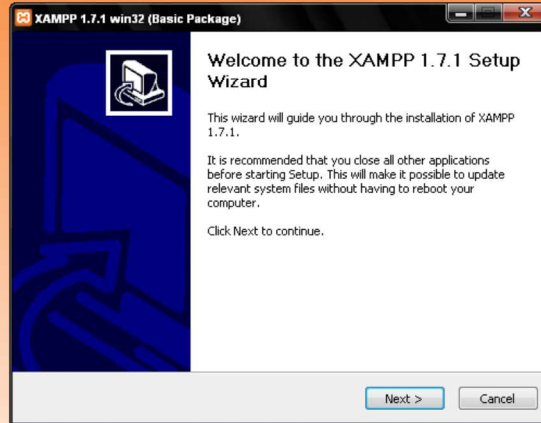 XAMPP 1.7.1 win32 (Basic Package)
Welcome to the XAMPP 1.7.1 Setup
Wizard
This wizard will guide you through the installation of XAMPP
1.7.1.
It is recommended that you close all other applications
before starting Setup. This will make it possible to update
relevant system files without having to reboot your
computer.
Click Next to continue.
Next >
Cancel